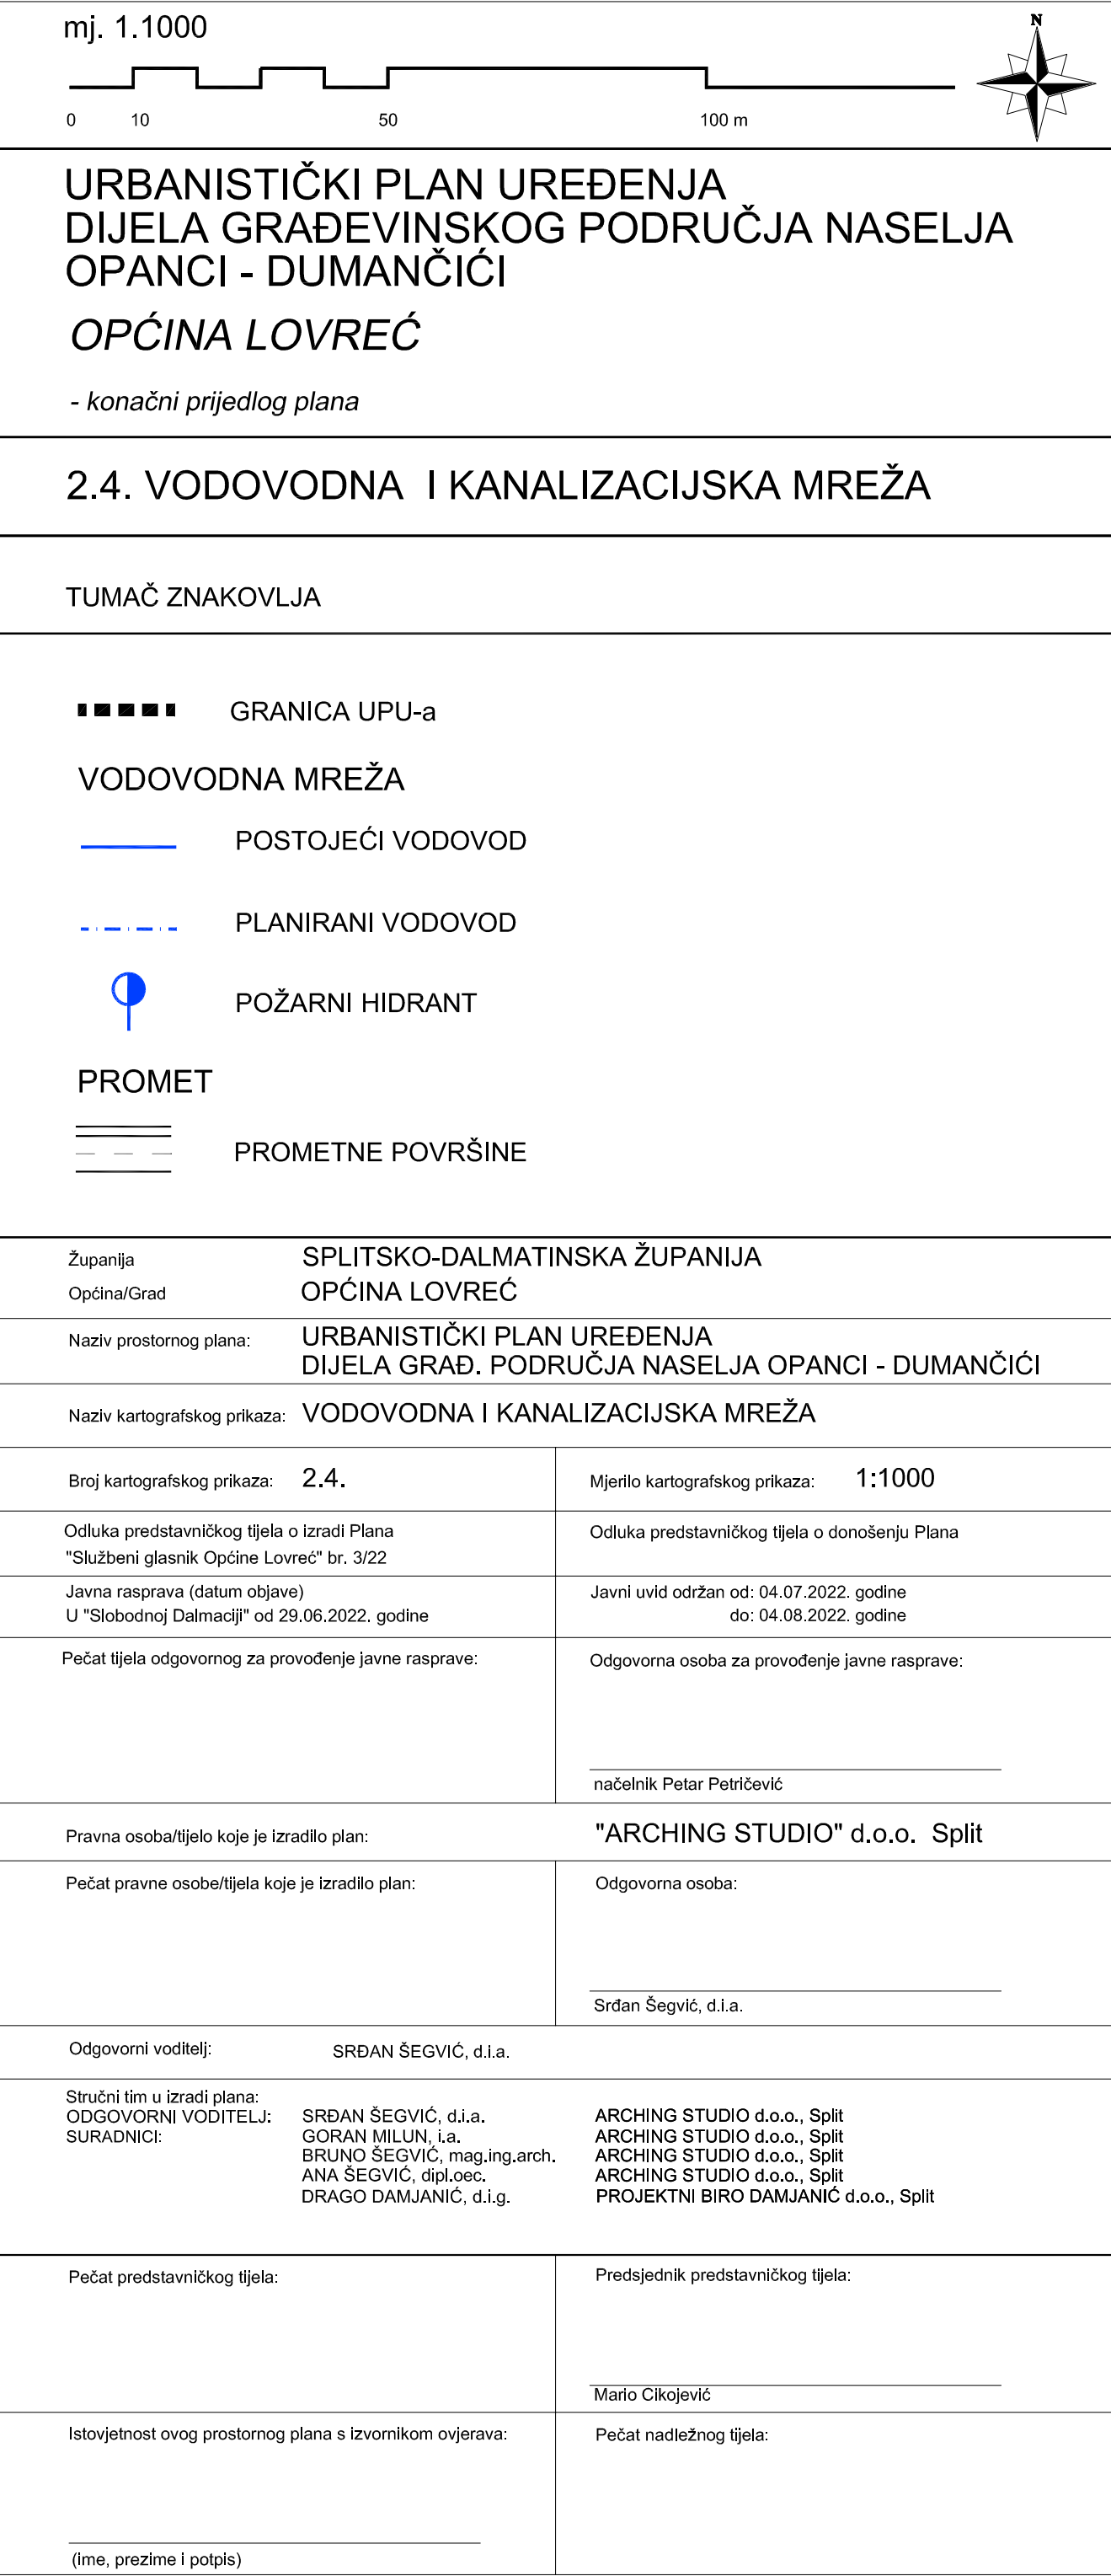 mj. 1.1000
N
0 10 50 100 m
URBANISTIČKI PLAN UREĐENJA
DIJELA GRAĐEVINSKOG PODRUČJA NASELJA
OPANCI - DUMANČIĆI
OPĆINA LOVREĆ
- konačni prijedlog plana
2.4. VODOVODNA I KANALIZACIJSKA MREŽA
TUMAČ ZNAKOVLJA
GRANICA UPU-a
VODOVODNA MREŽA
POSTOJEĆI VODOVOD
PLANIRANI VODOVOD
POŽARNI HIDRANT
PROMET
PROMETNE POVRŠINE
Županija SPLITSKO-DALMATINSKA ŽUPANIJA
Općina/Grad OPĆINA LOVREĆ
Naziv prostornog plana: URBANISTIČKI PLAN UREĐENJA
DIJELA GRAĐ. PODRUČJA NASELJA OPANCI - DUMANČIĆI
Naziv kartografskog prikaza: VODOVODNA I KANALIZACIJSKA MREŽA
Broj kartografskog prikaza: 2.4.
Mjerilo kartografskog prikaza: 1:1000
Odluka predstavničkog tijela o izradi Plana
"Službeni glasnik Općine Lovreć" br. 3/22
Odluka predstavničkog tijela o donošenju Plana
Javna rasprava (datum objave)
U "Slobodnoj Dalmaciji" od 29.06.2022. godine
Javni uvid održan od: 04.07.2022. godine
do: 04.08.2022. godine
Pečat tijela odgovornog za provođenje javne rasprave:
Odgovorna osoba za provođenje javne rasprave:
načelnik Petar Petričević
Pravna osoba/tijelo koje je izradilo plan: "ARCHING STUDIO" d.o.o. Split
Pečat pravne osobe/tijela koje je izradilo plan:
Odgovorna osoba:
Srđan Šegvić, d.i.a.
Odgovorni voditelj: SRĐAN ŠEGVIĆ, d.i.a.
Stručni tim u izradi plana:
ODGOVORNI VODITELJ: SRĐAN ŠEGVIĆ, d.i.a. ARCHING STUDIO d.o.o., Split
SURADNICI: GORAN MILUN, i.a. ARCHING STUDIO d.o.o., Split
BRUNO ŠEGVIĆ, mag.ing.arch. ARCHING STUDIO d.o.o., Split
ANA ŠEGVIĆ, dipl.oec. ARCHING STUDIO d.o.o., Split
DRAGO DAMJANIĆ, d.i.g. PROJEKTNI BIRO DAMJANIĆ d.o.o., Split
Pečat predstavničkog tijela:
Predsjednik predstavničkog tijela:
Mario Cikojević
Istovjetnost ovog prostornog plana s izvornikom ovjerava:
(ime, prezime i potpis)
Pečat nadležnog tijela: